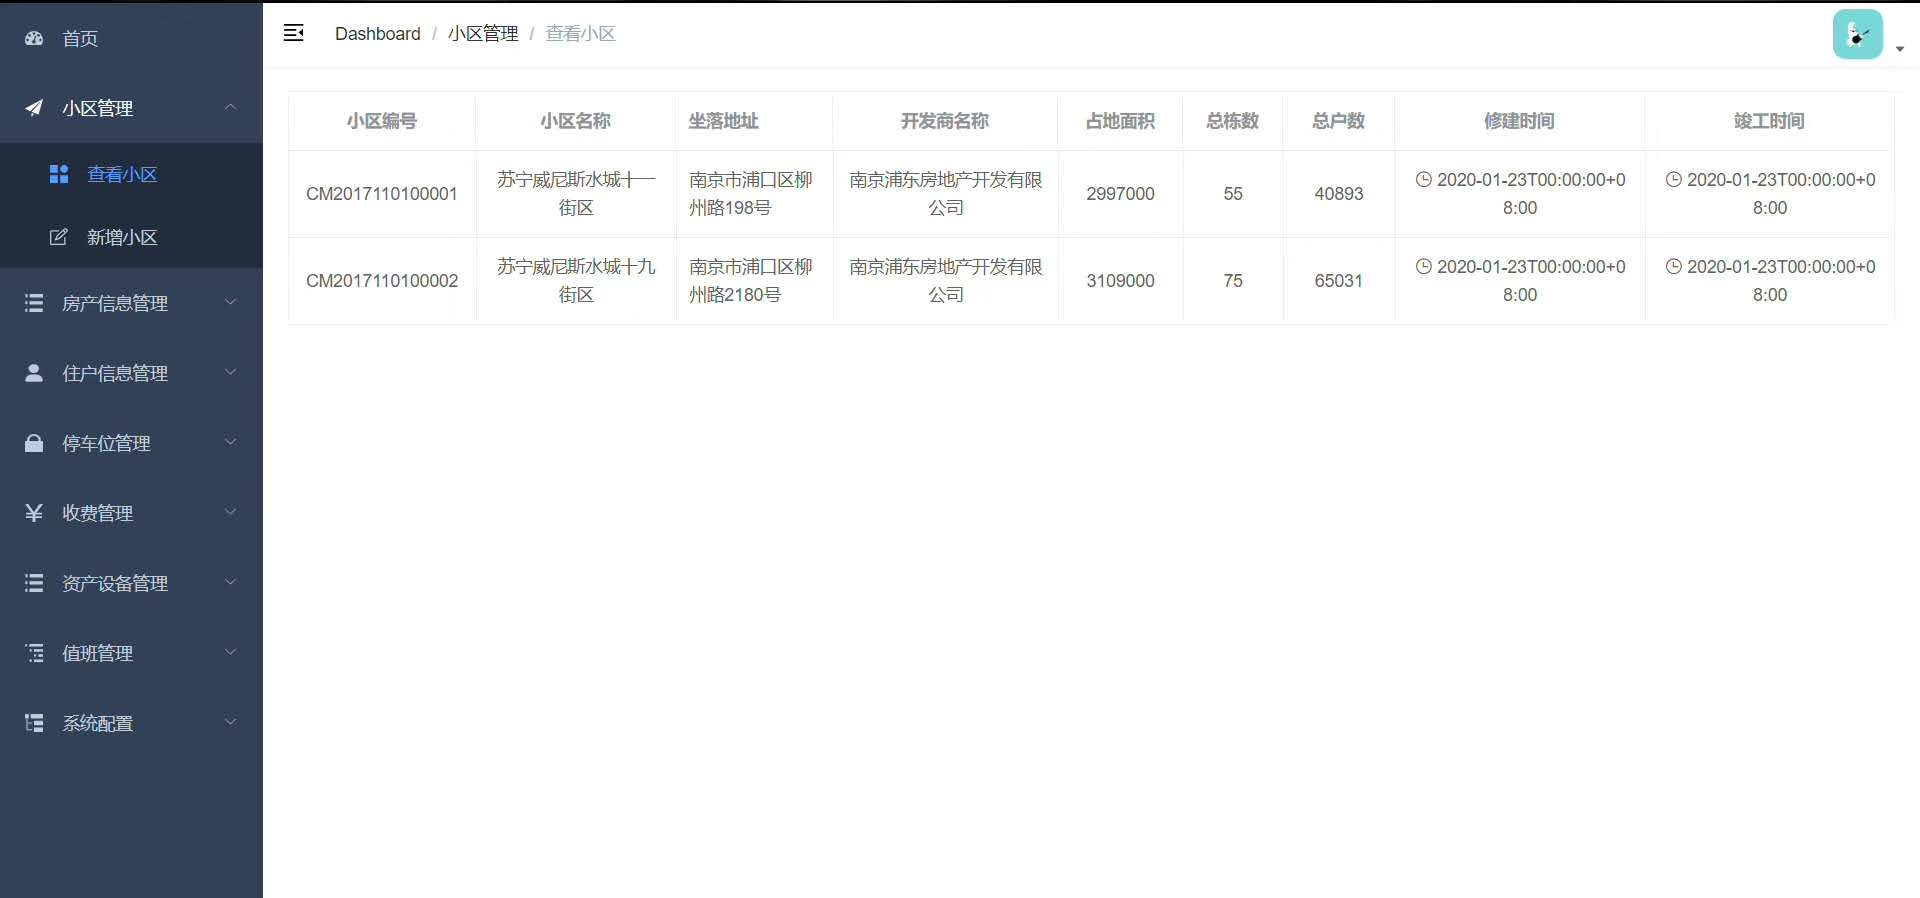 首页
小区管理
查看小区
新增小区
房产信息管理
住户信息管理
停车位管理
收费管理
资产设备管理
值班管理
系统配置
Dashboard / 小区管理 / 查看小区
小区编号 小区名称 坐落地址 开发商名称 占地面积 总栋数 总户数 修建时间 竣工时间
CM2017110100001 苏宁威尼斯水城十一 南京市浦口区柳 南京浦东房地产开发有限 2997000 55 40893 2020-01-23T00:00:00+0 2020-01-23T00:00:00+0
街区 州路198号 公司 8:00 8:00
CM2017110100002 苏宁威尼斯水城十九 南京市浦口区柳 南京浦东房地产开发有限 3109000 75 65031 2020-01-23T00:00:00+0 2020-01-23T00:00:00+0
街区 州路2180号 公司 8:00 8:00